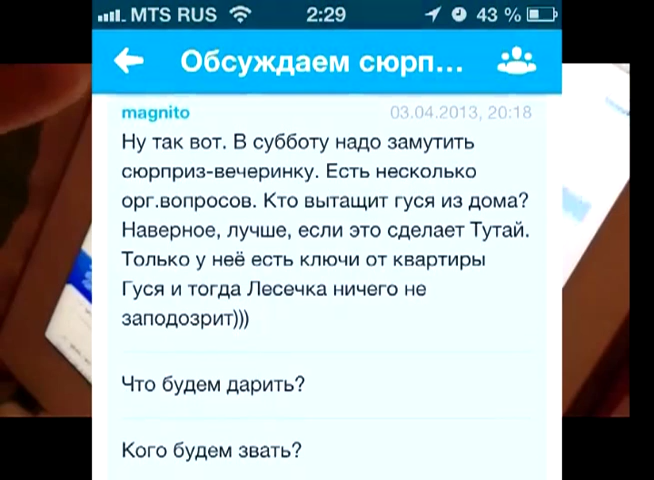 MTS RUS 2:29 43 %
Обсуждаем сюрп...
magnito 03.04.2013, 20:18
Ну так вот. В субботу надо замутить
сюрприз-вечеринку. Есть несколько
орг.вопросов. Кто вытащит гуся из дома?
Наверное, лучше, если это сделает Тутай.
Только у неё есть ключи от квартиры
Гуся и тогда Лесечка ничего не
заподозрит)))
Что будем дарить?
Кого будем звать?